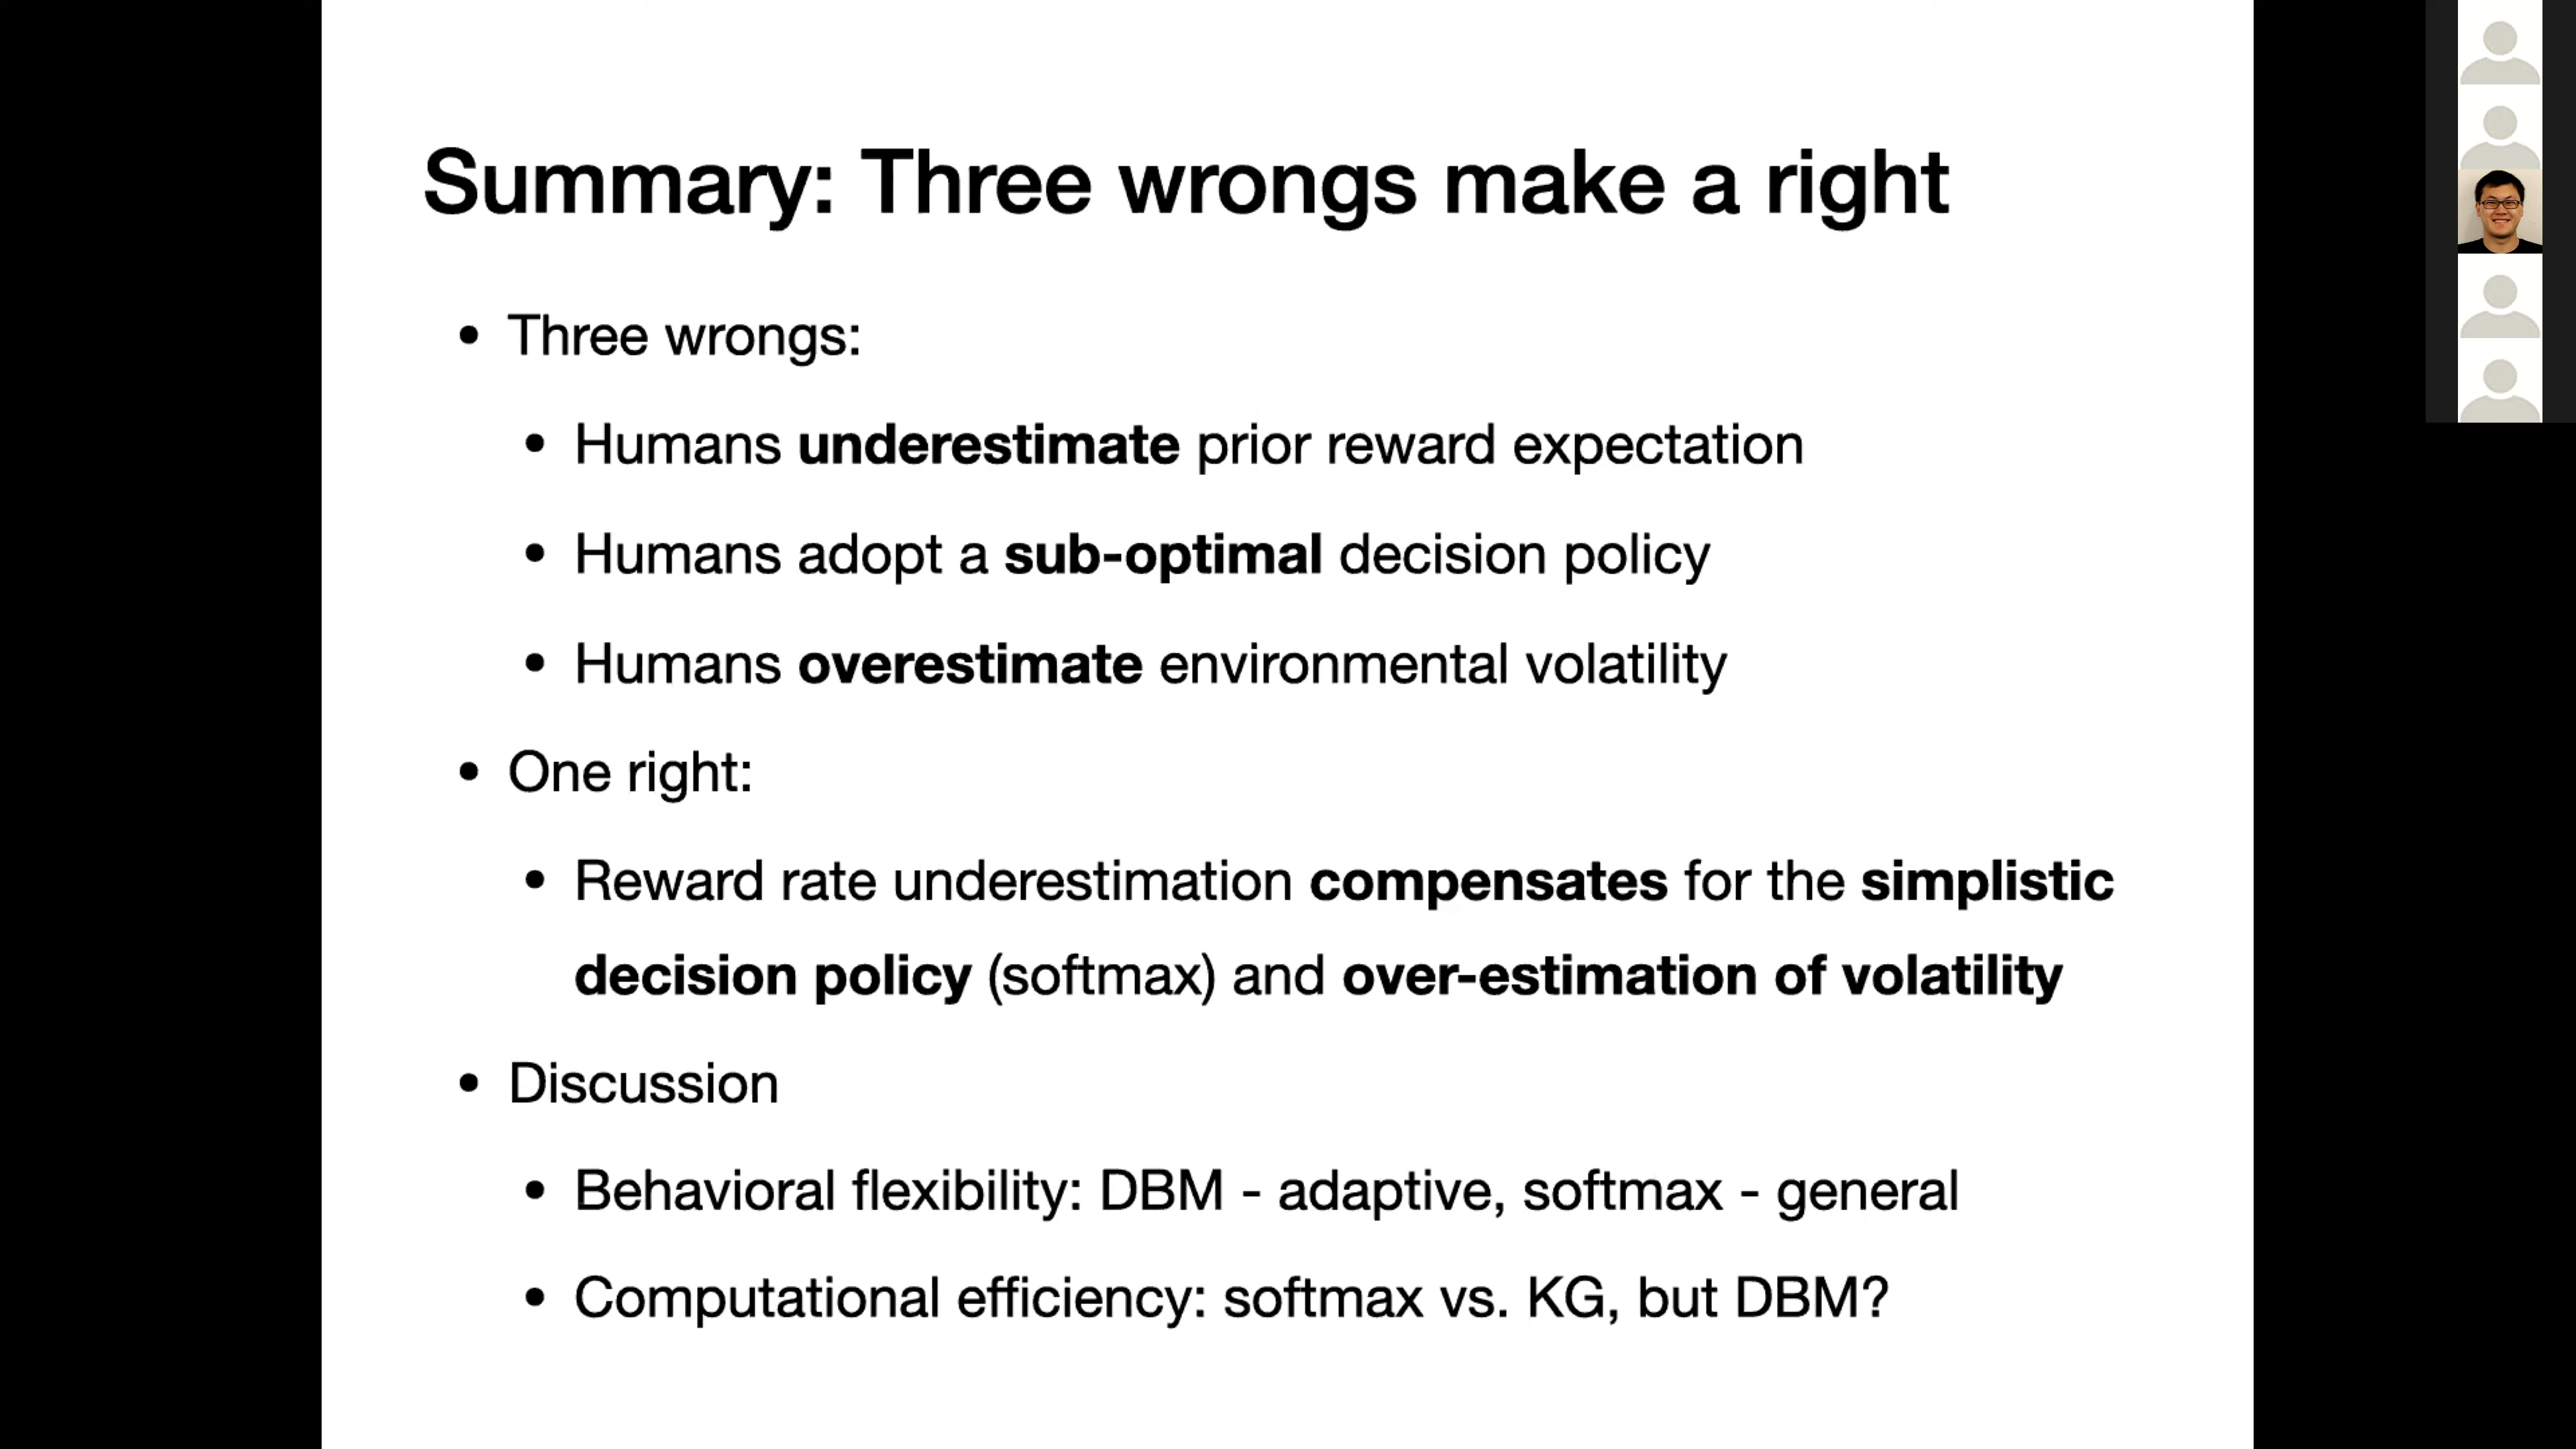 Summary: Three wrongs make a right
• Three wrongs:
• Humans underestimate prior reward expectation
• Humans adopt a sub-optimal decision policy
• Humans overestimate environmental volatility
• One right:
• Reward rate underestimation compensates for the simplistic
decision policy (softmax) and over-estimation of volatility
• Discussion
• Behavioral flexibility: DBM - adaptive, softmax - general
• Computational efficiency: softmax vs. KG, but DBM?